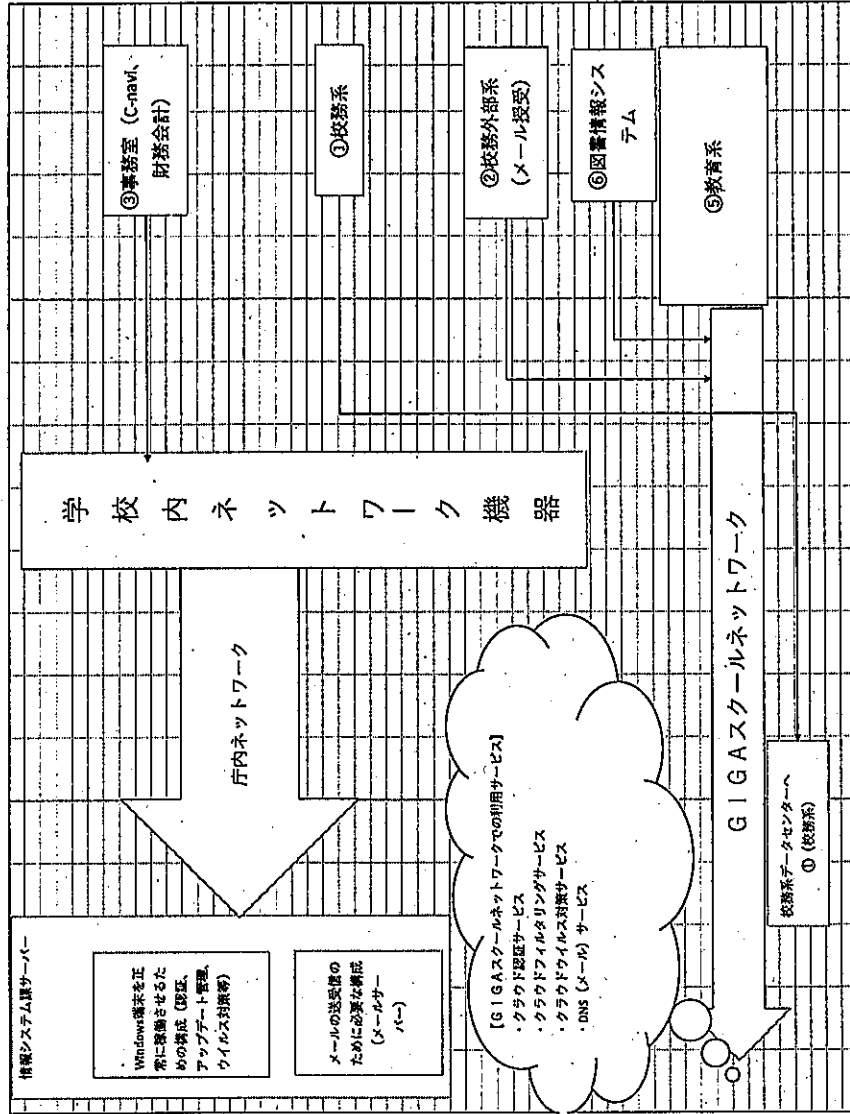 情報システム課サーバー
Windows端末を正
常に稼働させるた
めの構成(認証、
アップデート管理、
ウイルス対策等)
メールの送受信の
ために必要な構成
(メールサー
バー)
庁内ネットワーク
学校内ネットワーク機器
③事務室(C-navi、
財務会計)
①校務系
②校務外部系
(メール授受)
⑥図書情報シス
テム
⑤教育系
[GIGAスクールネットワークでの利用サービス]
・クラウド認証サービス
・クラウドフィルタリングサービス
・クラウドウイルス対策サービス
・DNS(メール)サービス
GIGAスクールネットワーク
校務系データセンターへ
①(校務系)